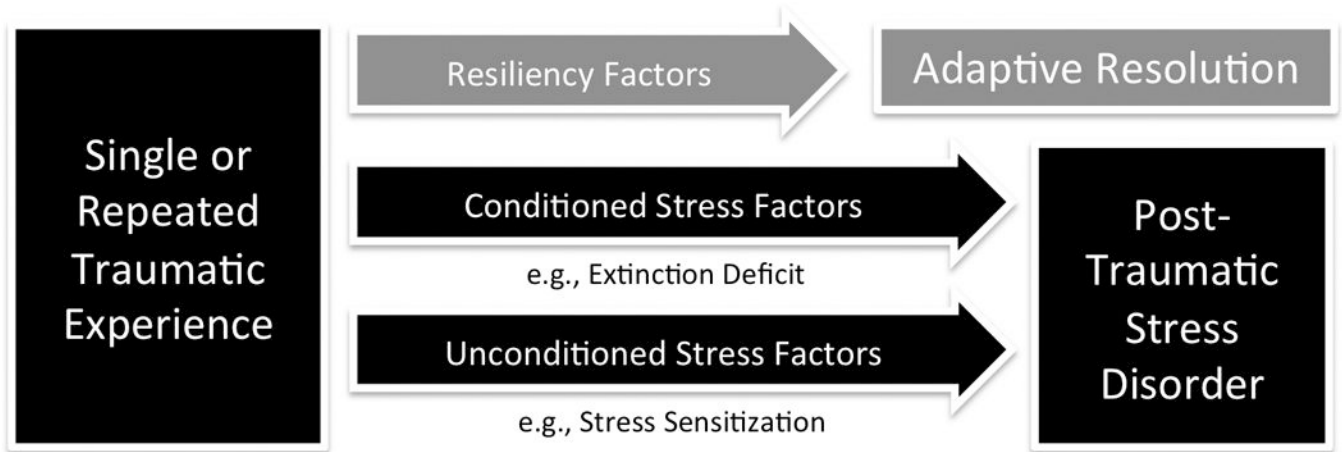 Single or
Repeated
Traumatic
Experience
Resiliency Factors
Adaptive Resolution
Conditioned Stress Factors
e.g., Extinction Deficit
Unconditioned Stress Factors
e.g., Stress Sensitization
Post-
Traumatic
Stress
Disorder